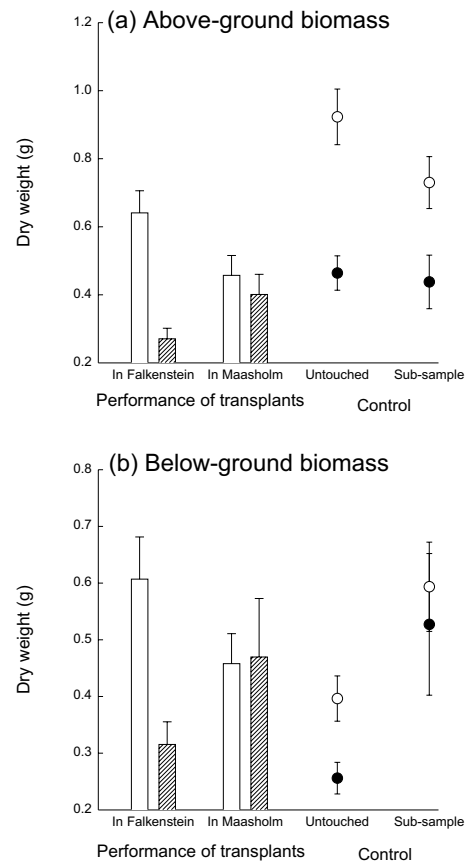 (a) Above-ground biomass
1.2
1.0
0.8
0.6
0.4
0.2
Dry weight (g)
In Falkenstein In Maasholm Untouched Sub-sample
Performance of transplants Control
(b) Below-ground biomass
0.8
0.7
0.6
0.5
0.4
0.3
0.2
Dry weight (g)
In Falkenstein In Maasholm Untouched Sub-sample
Performance of transplants Control